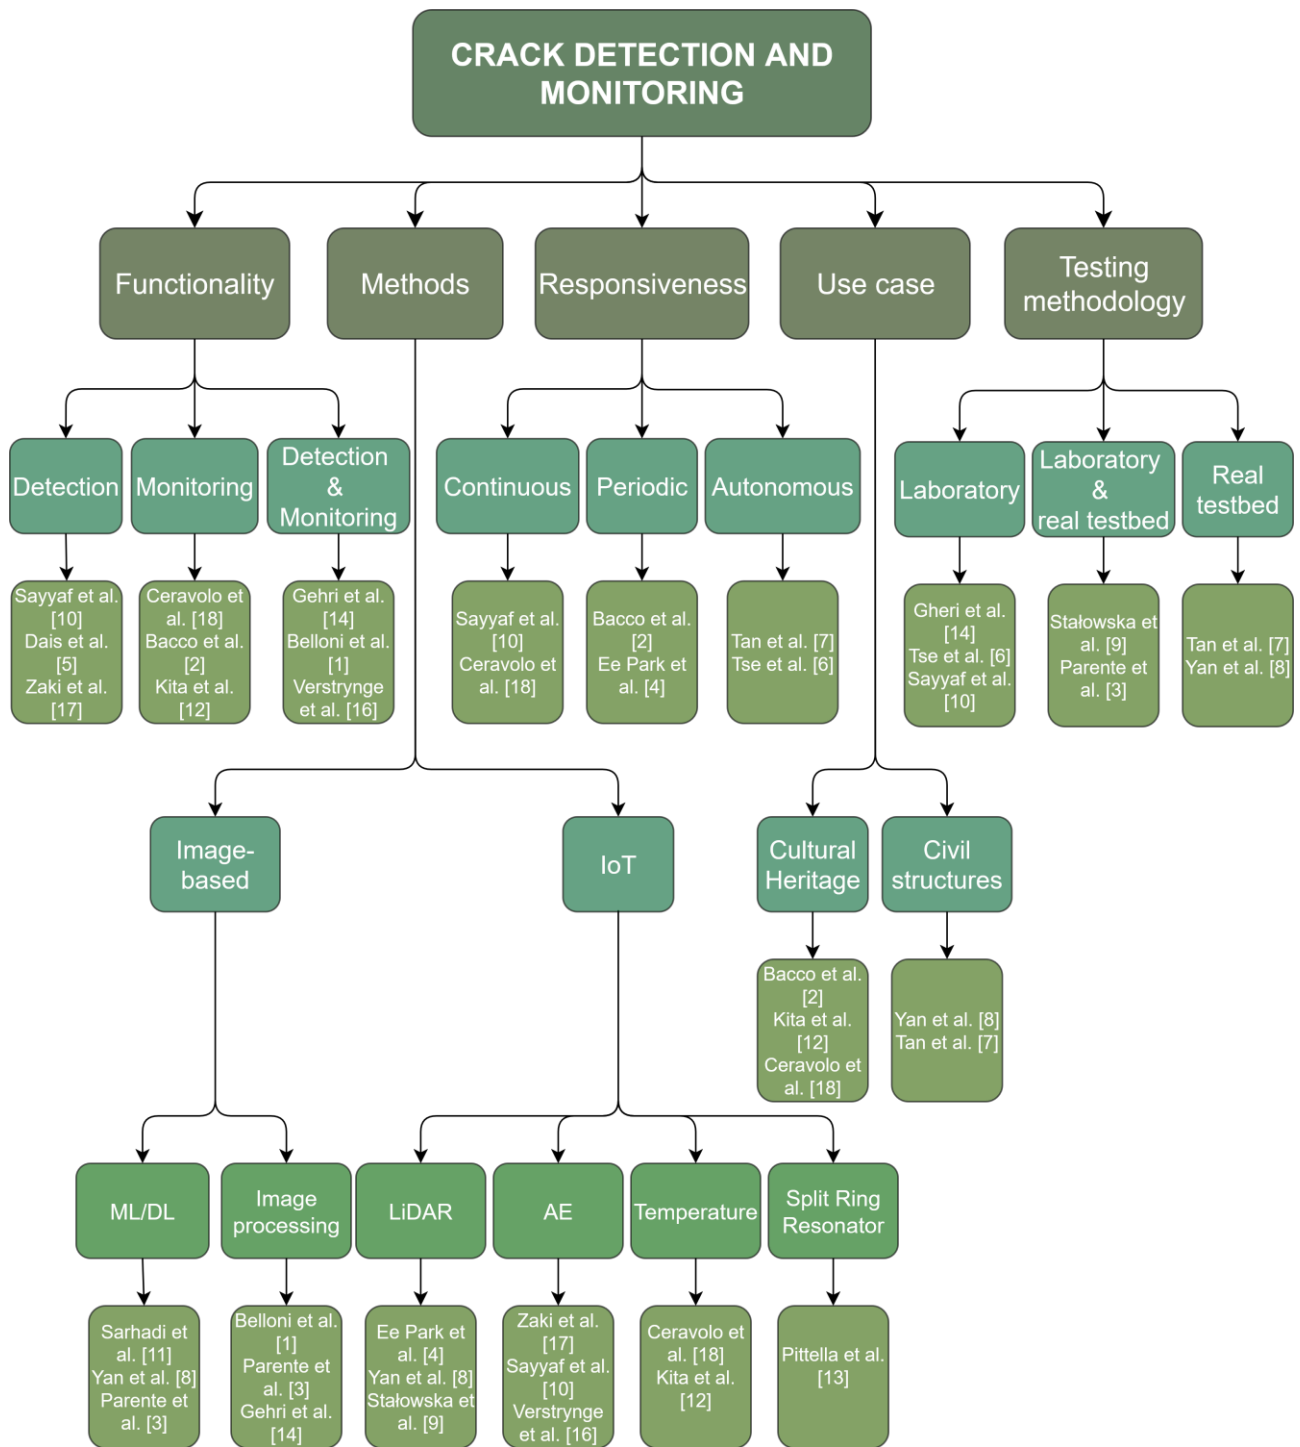 CRACK DETECTION AND
MONITORING
Functionality
Methods
Responsiveness
Use case
Testing
methodology
Detection
Monitoring
Detection
&
Monitoring
Continuous
Periodic
Autonomous
Laboratory
Laboratory
&
real testbed
Real
testbed
Sayyaf et al.
[10]
Dais et al.
[5]
Zaki et al.
[17]
Ceravolo et
al. [18]
Bacco et al.
[2]
Kita et al.
[12]
Gehri et al.
[14]
Belloni et al.
[1]
Verstrynge
et al. [16]
Sayyaf et al.
[10]
Ceravolo et
al. [18]
Bacco et al.
[2]
Ee Park et
al. [4]
Tan et al. [7]
Tse et al. [6]
Gheri et al.
[14]
Tse et al. [6]
Sayyaf et al.
[10]
Stałowska et
al. [9]
Parente et
al. [3]
Tan et al. [7]
Yan et al. [8]
Image-
based
IoT
Cultural
Heritage
Civil
structures
Bacco et al.
[2]
Kita et al.
[12]
Ceravolo et
al. [18]
Yan et al. [8]
Tan et al. [7]
ML/DL
Image
processing
LiDAR
AE
Temperature
Split Ring
Resonator
Sarhadi et
al. [11]
Yan et al. [8]
Parente et
al. [3]
Belloni et al.
[1]
Parente et
al. [3]
Gehri et al.
[14]
Ee Park et
al. [4]
Yan et al. [8]
Stałowska et
al. [9]
Zaki et al.
[17]
Sayyaf et al.
[10]
Verstrynge
et al. [16]
Ceravolo et
al. [18]
Kita et al.
[12]
Pittella et al.
[13]